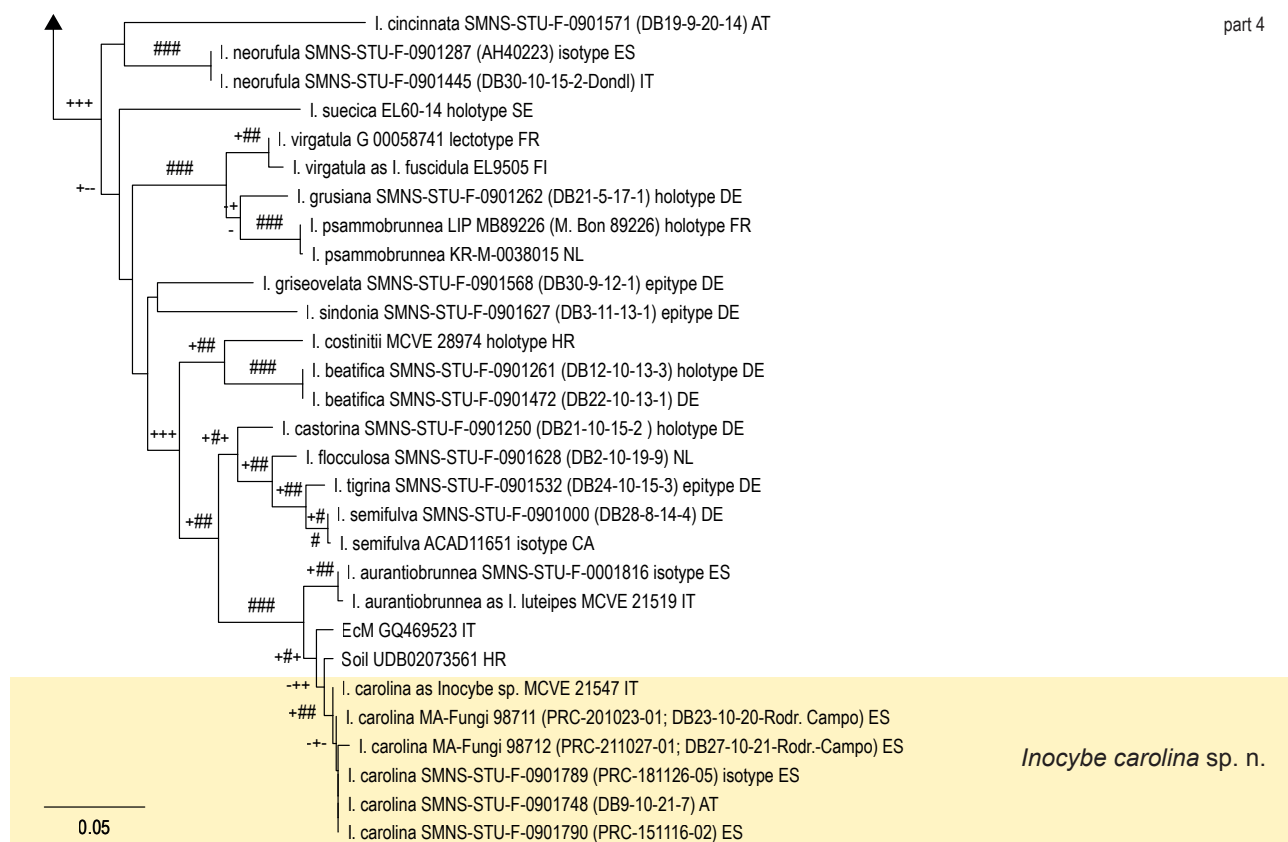 I. cincinnata SMNS-STU-F-0901571 (DB19-9-20-14) AT
part 4
###
I. neorufula SMNS-STU-F-0901287 (AH40223) isotype ES
I. neorufula SMNS-STU-F-0901445 (DB30-10-15-2-Dondl) IT
+++
I. suecica EL60-14 holotype SE
+##
I. virgatula G 00058741 lectotype FR
###
I. virgatula as I. fuscidula EL9505 FI
+--
I. grusiana SMNS-STU-F-0901262 (DB21-5-17-1) holotype DE
-+
-
###
I. psammobrunnea LIP MB89226 (M. Bon 89226) holotype FR
I. psammobrunnea KR-M-0038015 NL
I. griseovelata SMNS-STU-F-0901568 (DB30-9-12-1) epitype DE
I. sindonia SMNS-STU-F-0901627 (DB3-11-13-1) epitype DE
+##
I. costinitii MCVE 28974 holotype HR
###
I. beatifica SMNS-STU-F-0901261 (DB12-10-13-3) holotype DE
I. beatifica SMNS-STU-F-0901472 (DB22-10-13-1) DE
+++
+#+
I. castorina SMNS-STU-F-0901250 (DB21-10-15-2 ) holotype DE
+##
I. flocculosa SMNS-STU-F-0901628 (DB2-10-19-9) NL
+##
I. tigrina SMNS-STU-F-0901532 (DB24-10-15-3) epitype DE
+##
+#
I. semifulva SMNS-STU-F-0901000 (DB28-8-14-4) DE
#
I. semifulva ACAD11651 isotype CA
+##
I. aurantiobrunnea SMNS-STU-F-0001816 isotype ES
###
I. aurantiobrunnea as I. luteipes MCVE 21519 IT
EcM GQ469523 IT
+#+
Soil UDB02073561 HR
-++
I. carolina as Inocybe sp. MCVE 21547 IT
+##
I. carolina MA-Fungi 98711 (PRC-201023-01; DB23-10-20-Rodr. Campo) ES
-+-
I. carolina MA-Fungi 98712 (PRC-211027-01; DB27-10-21-Rodr.-Campo) ES
Inocybe carolina sp. n.
I. carolina SMNS-STU-F-0901789 (PRC-181126-05) isotype ES
I. carolina SMNS-STU-F-0901748 (DB9-10-21-7) AT
0.05
I. carolina SMNS-STU-F-0901790 (PRC-151116-02) ES